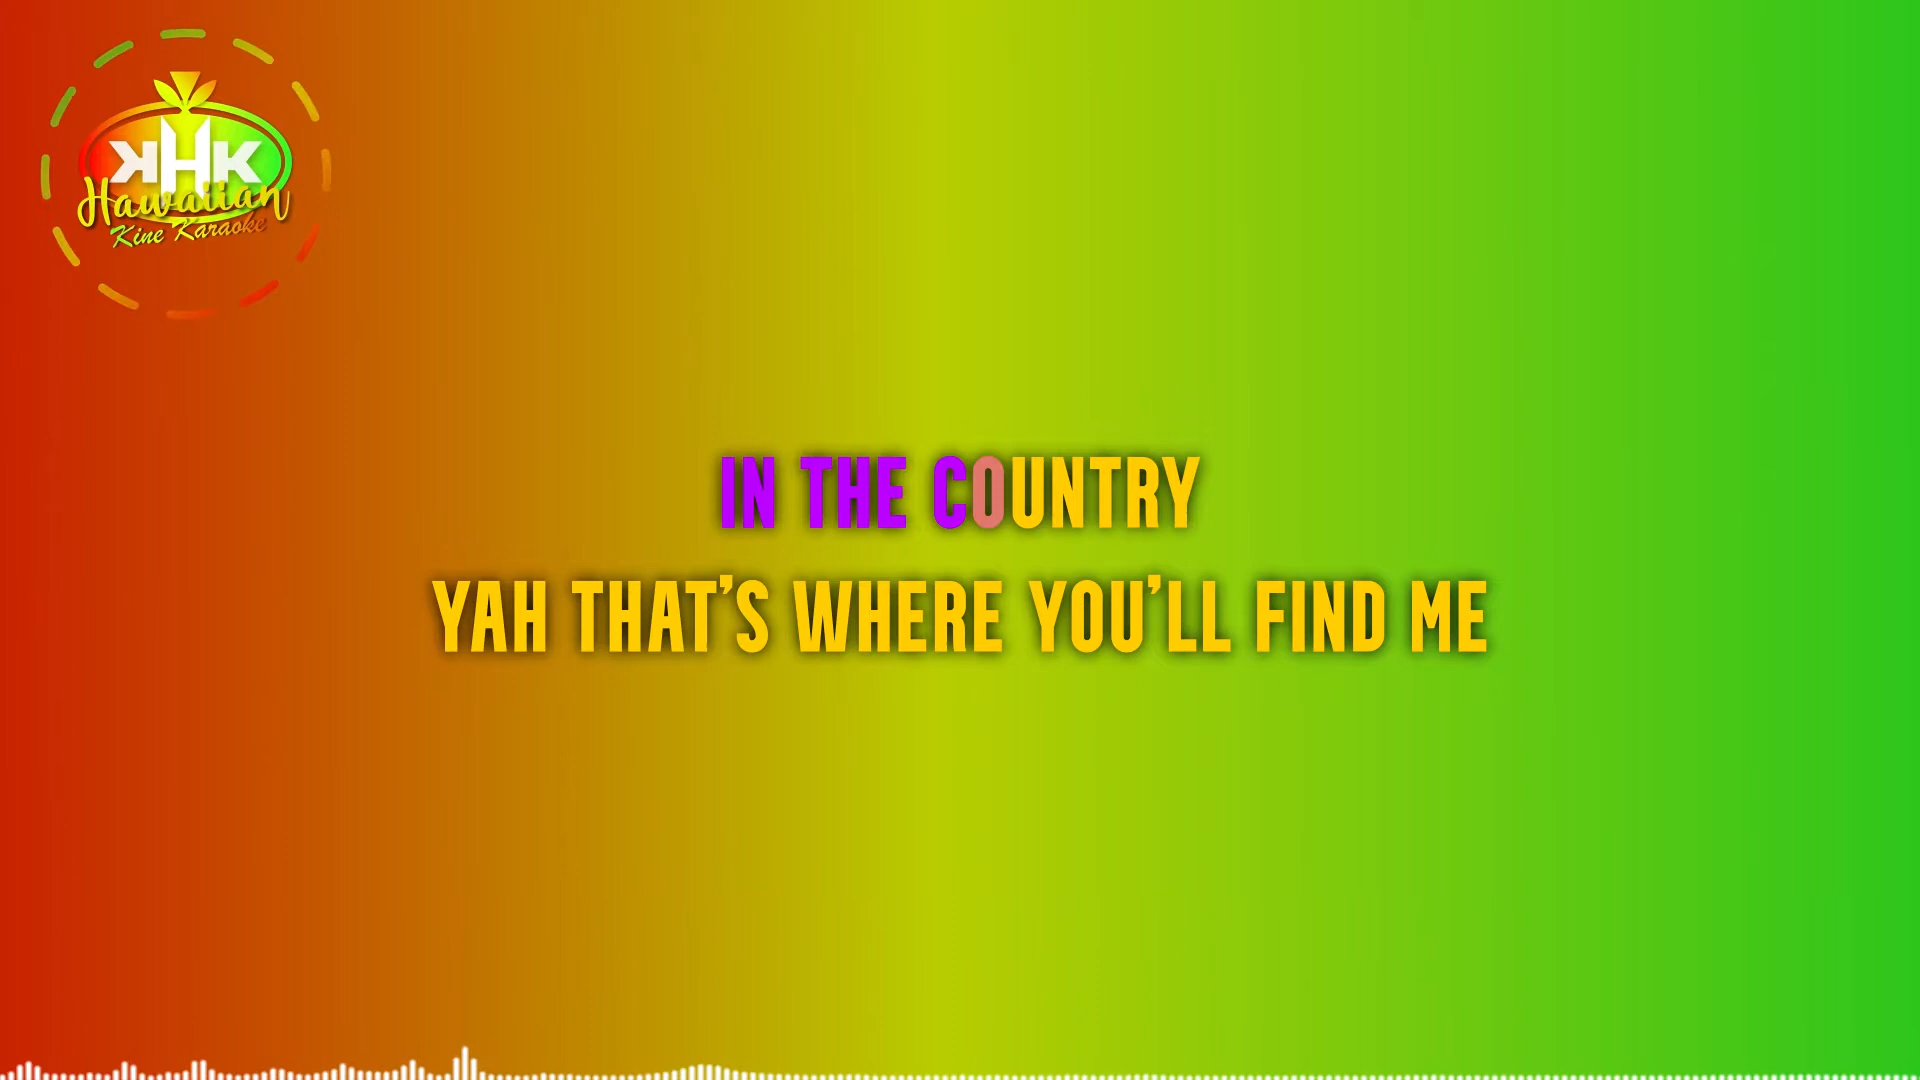 KHK
Hawaiian
Kine Karaoke
IN THE COUNTRY
YAH THAT’S WHERE YOU’LL FIND ME